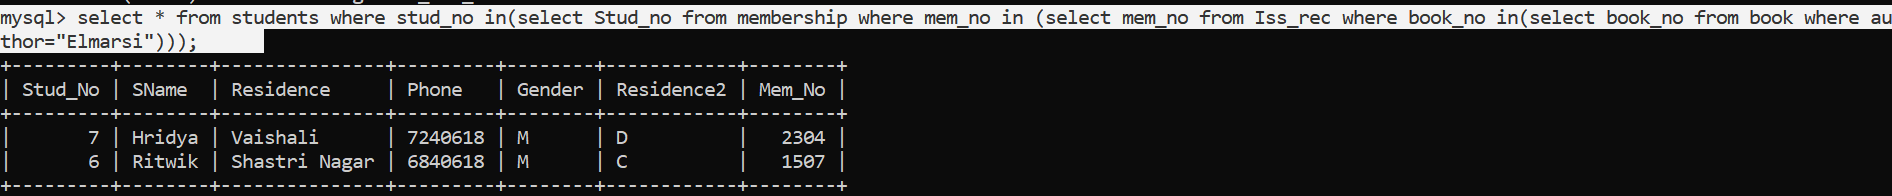 mysql> select * from students where stud_no in(select Stud_no from membership where mem_no in (select mem_no from Iss_rec where book_no in(select book_no from book where au
thor="Elmarsi")));
+---------+--------+---------------+---------+--------+------------+--------+
| Stud_No | SName  | Residence     | Phone   | Gender | Residence2 | Mem_No |
+---------+--------+---------------+---------+--------+------------+--------+
|       7 | Hridya | Vaishali      | 7240618 | M      | D          |   2304 |
|       6 | Ritwik | Shastri Nagar | 6840618 | M      | C          |   1507 |
+---------+--------+---------------+---------+--------+------------+--------+